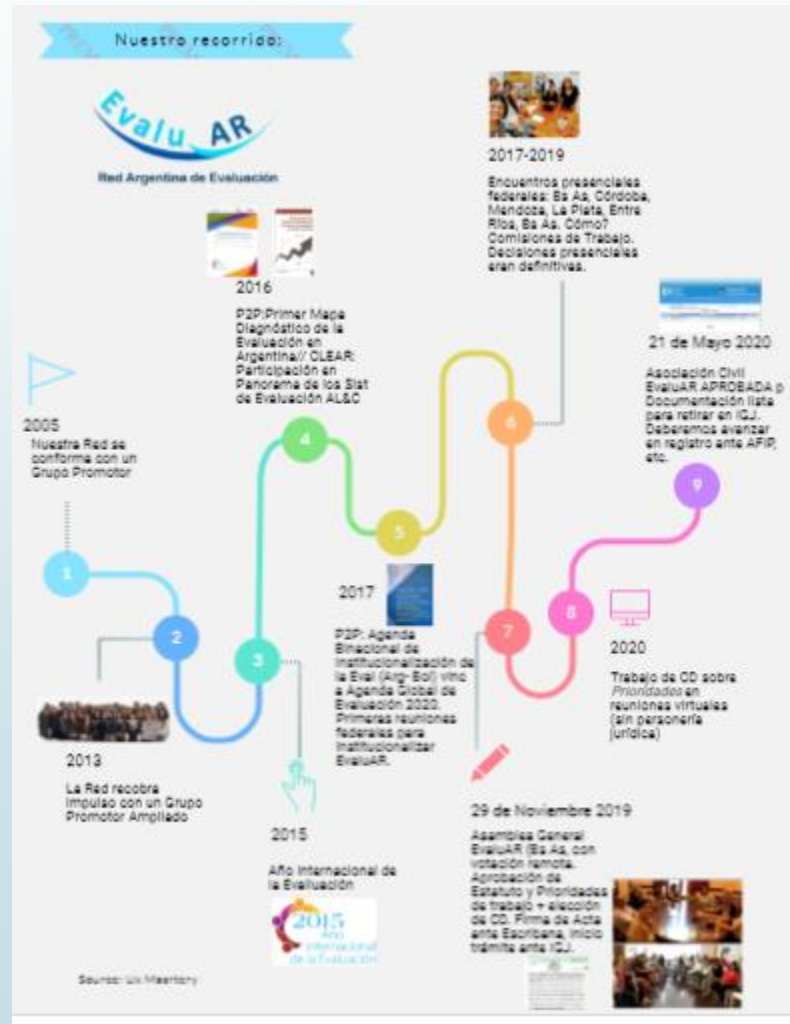 Nuestro recorrido:
Evalu AR
Red Argentina de Evaluación
2005
Nuestra Red se
conforma con un
Grupo Promotor
1
2
2013
La Red recobra
Impulso con un Grupo
Promotor Ampliado
3
2015
Año Internacional de
la Evaluación
2015
Año
Internacional
de la Evaluación
2016
P2P:Primer Mapa
Diagnóstico de la
Evaluación en
Argentina// CLEAR:
Participación en
Panorama de los Sist
de Evaluación AL&C
4
5
2017
P2P: Agenda
Binacional de
Institucionalización de
la Eval (Arg- Bol) vinc
a Agenda Global de
Evaluación 2020.
Primeras reuniones
federales para
institucionalizar
EvaluAR.
2017-2019
Encuentros presenciales
federales: Bs As, Córdoba,
Mendoza, La Plata, Entre
Ríos, Bs As. Cómo?
Comisiones de Trabajo.
Decisiones presenciales
eran definitivas.
6
7
29 de Noviembre 2019
Asamblea General
EvaluAR (Bs As, con
votación remota.
Aprobación de
Estatuto y Prioridades
de trabajo + elección
de CD. Firma de Acta
ante Escribana, inicio
trámite ante IGJ.
8
2020
Trabajo de CD sobre
Prioridades en
reuniones virtuales
(sin personería
jurídica)
9
21 de Mayo 2020
Asociación Civil
EvaluAR APROBADA p
Documentación lista
para retirar en IGJ.
Deberemos avanzar
en registro ante AFIP,
etc.
Source: